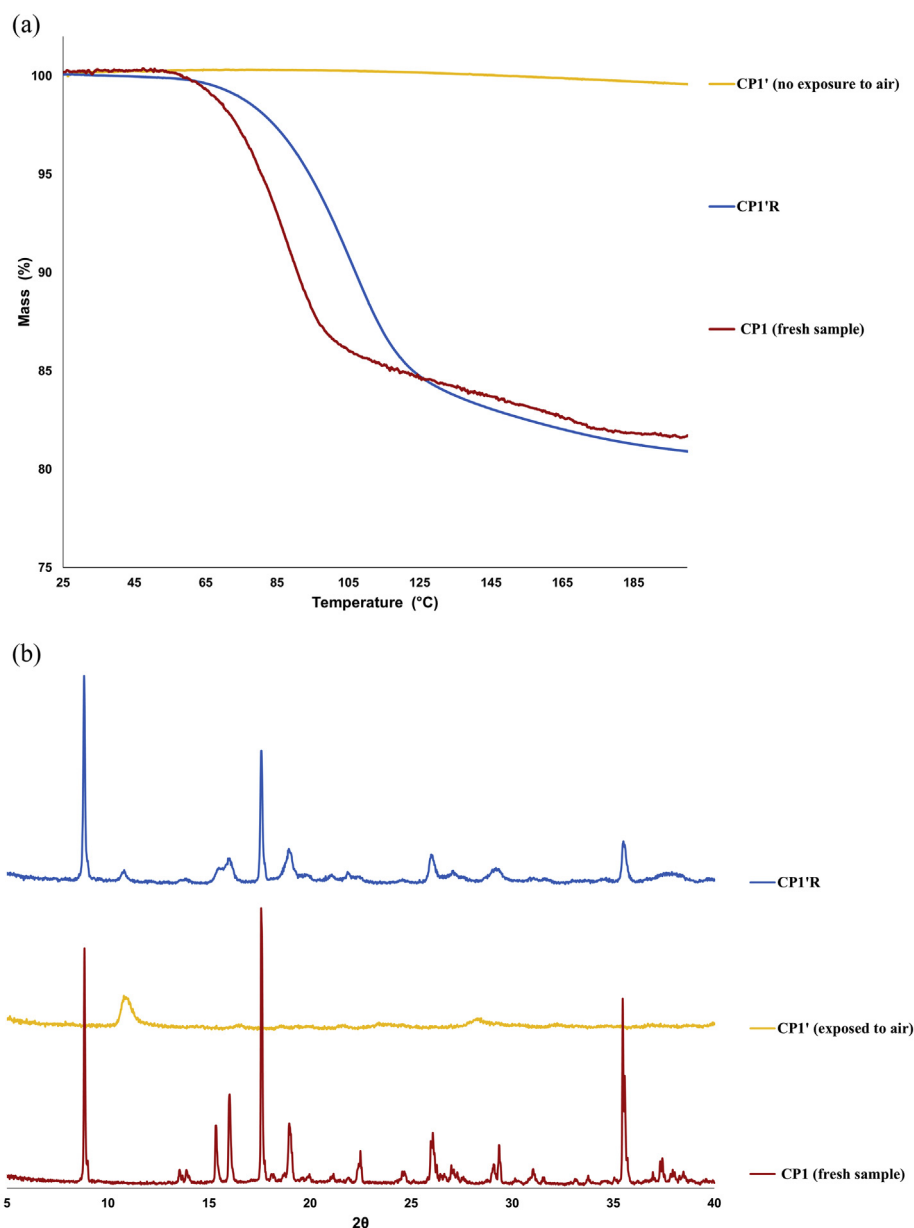 (a)
100
95
90
85
80
75
Mass (%)
25 45 65 85 105 125 145 165 185
Temperature (°C)
CP1' (no exposure to air)
CP1'R
CP1 (fresh sample)
(b)
CP1'R
CP1' (exposed to air)
CP1 (fresh sample)
5 10 15 20 25 30 35 40
2θ